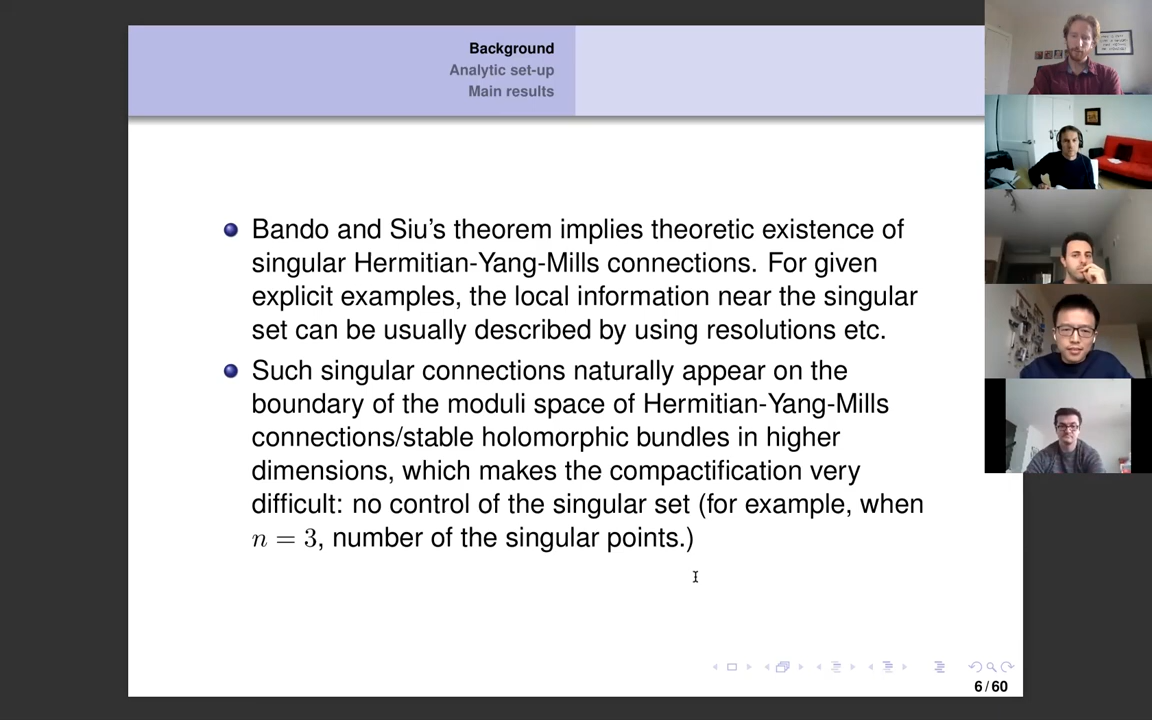 Background
Analytic set-up
Main results
Bando and Siu's theorem implies theoretic existence of
singular Hermitian-Yang-Mills connections. For given
explicit examples, the local information near the singular
set can be usually described by using resolutions etc.
Such singular connections naturally appear on the
boundary of the moduli space of Hermitian-Yang-Mills
connections/stable holomorphic bundles in higher
dimensions, which makes the compactification very
difficult: no control of the singular set (for example, when
n = 3, number of the singular points.)
6/60